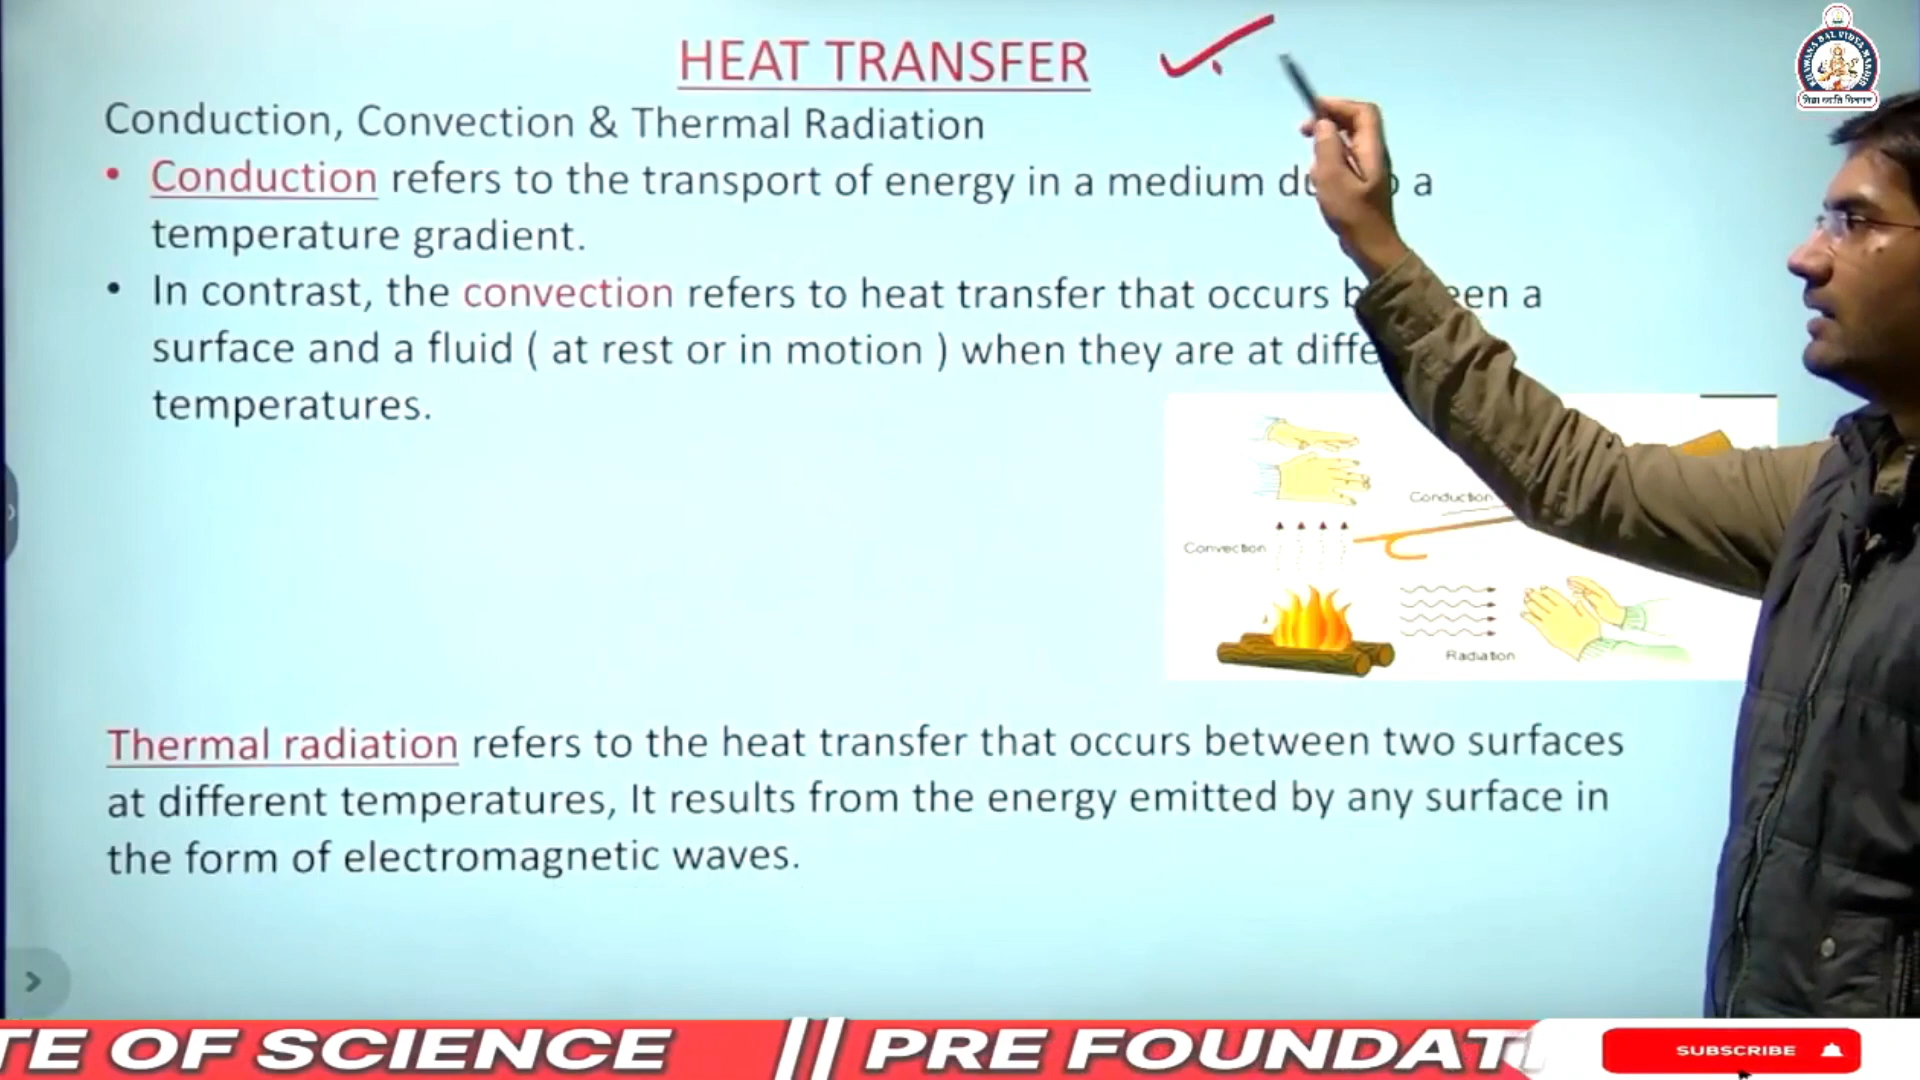 HEAT TRANSFER
Conduction, Convection & Thermal Radiation
• Conduction refers to the transport of energy in a medium a
temperature gradient.
• In contrast, the convection refers to heat transfer that occurs a
surface and a fluid ( at rest or in motion ) when they are at
temperatures.
Conduction
Convection
Radiation
Thermal radiation refers to the heat transfer that occurs between two surfaces
at different temperatures, It results from the energy emitted by any surface in
the form of electromagnetic waves.
TE OF SCIENCE || PRE FOUNDAT
SUBSCRIBE